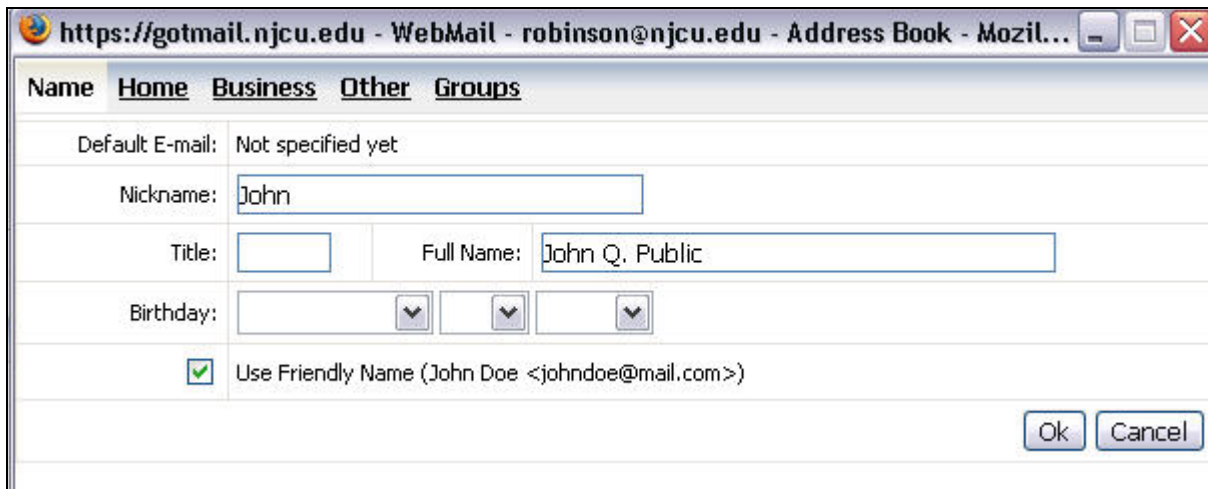 https://gotmail.njcu.edu - WebMail - robinson@njcu.edu - Address Book - Mozil...
Name Home Business Other Groups
Default E-mail: Not specified yet
Nickname: John
Title: Full Name: John Q. Public
Birthday:
Use Friendly Name (John Doe <johndoe@mail.com>)
Ok Cancel